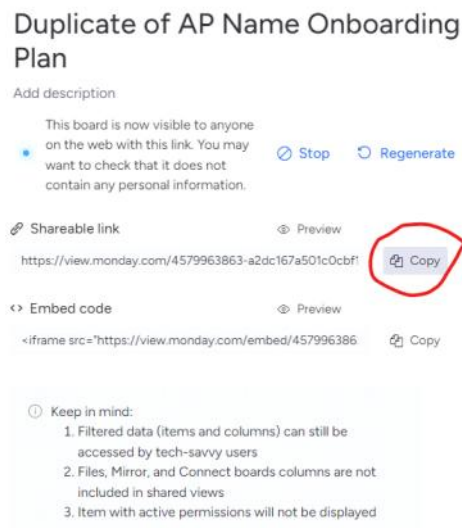 Duplicate of AP Name Onboarding
Plan
Add description
This board is now visible to anyone
on the web with this link. You may
want to check that it does not
contain any personal information.
Stop Regenerate
Shareable link Preview
https://view.monday.com/4579963863-a2dc167a501c0cbf1 Copy
<> Embed code Preview
<iframe src="https://view.monday.com/embed/457996386 Copy
Keep in mind:
1. Filtered data (items and columns) can still be
accessed by tech-savvy users
2. Files, Mirror, and Connect boards columns are not
included in shared views
3. Item with active permissions will not be displayed